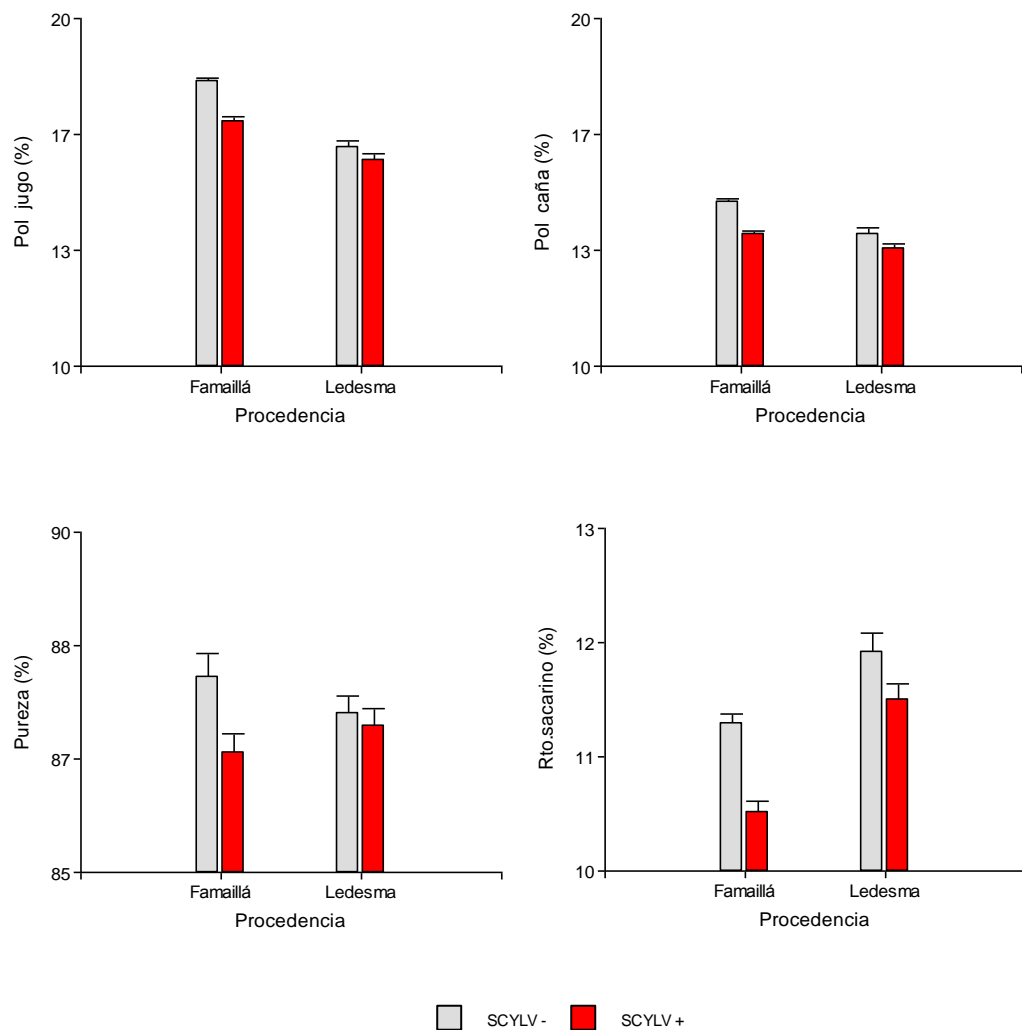 20
17
13
10
Pol jugo (%)
Famaillá Ledesma
Procedencia
20
17
13
10
Pol caña (%)
Famaillá Ledesma
Procedencia
90
88
87
85
Pureza (%)
Famaillá Ledesma
Procedencia
13
12
11
10
Rto.sacarino (%)
Famaillá Ledesma
Procedencia
SCYLV - SCYLV +